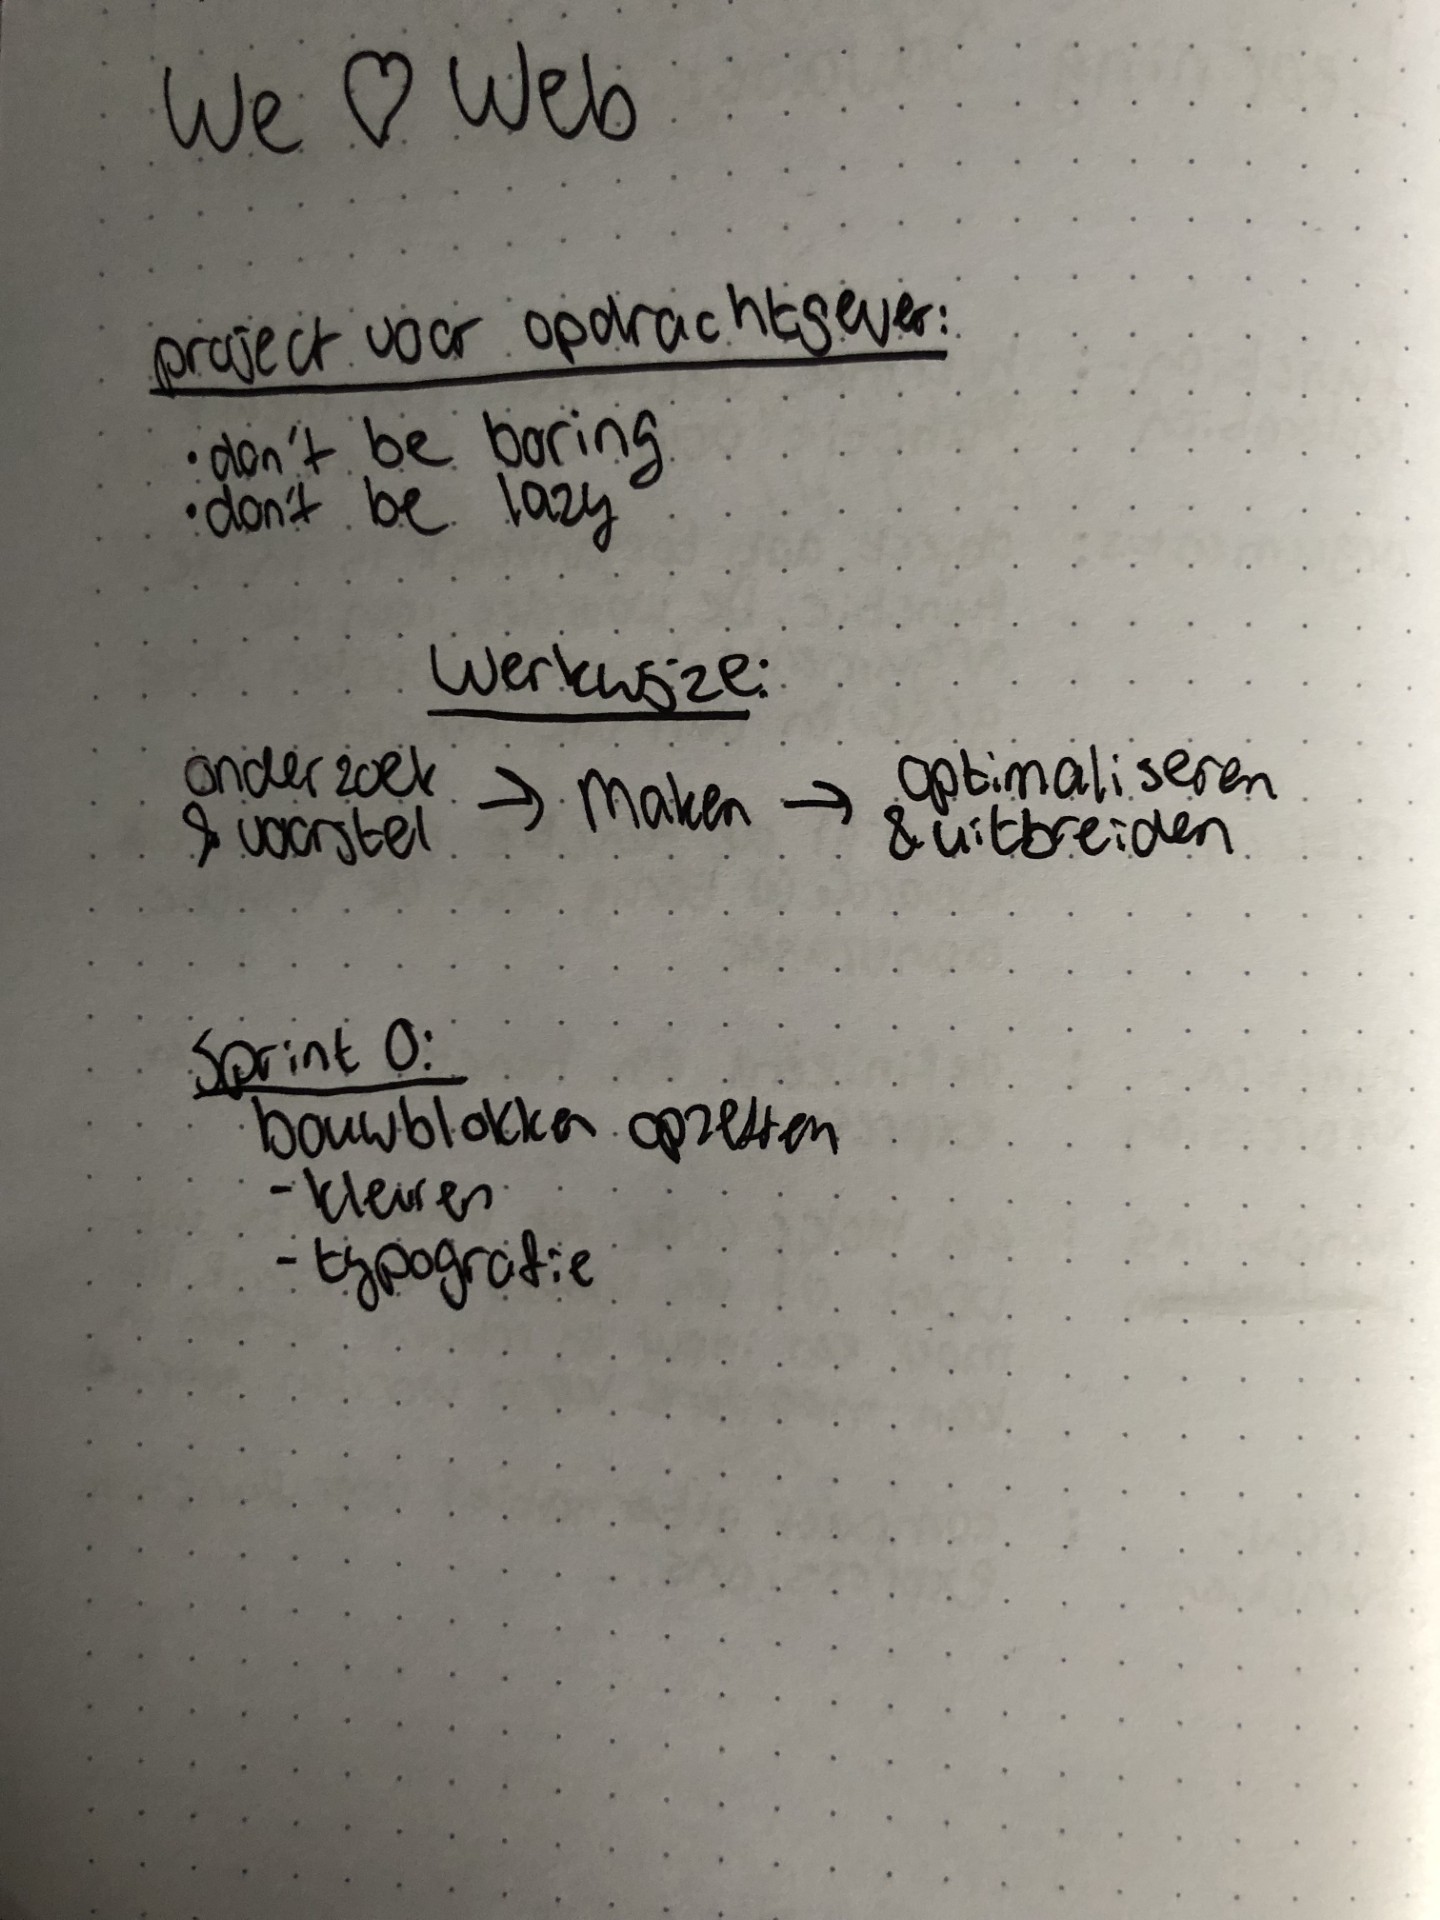 We ♡ Web
project voor opdrachtgever:
• don't be boring
• don't be lazy
Werkwijze:
onderzoek & voorstel → Maken → optimaliseren & uitbreiden
Sprint 0:
bouwblokken opzetten
- kleuren
- typografie